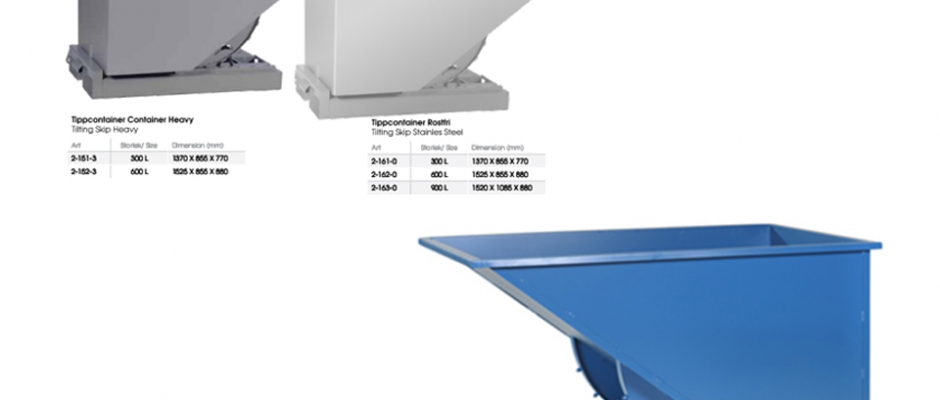 Tippcontainer Container Heavy
Tilting Skip Heavy
Art Storlek/ Size Dimension (mm)
2-151-3 300 L 1370 X 855 X 770
2-152-3 600 L 1525 X 855 X 880
Tippcontainer Rostfri
Tilting Skip Stainles Steel
Art Storlek/ Size Dimension (mm)
2-161-0 300 L 1370 X 855 X 770
2-162-0 600 L 1525 X 855 X 880
2-163-0 900 L 1520 X 1085 X 880